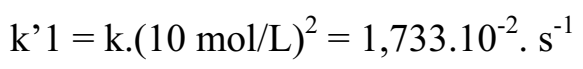 k’1 = k.(10 mol/L)² = 1,733.10⁻². s⁻¹